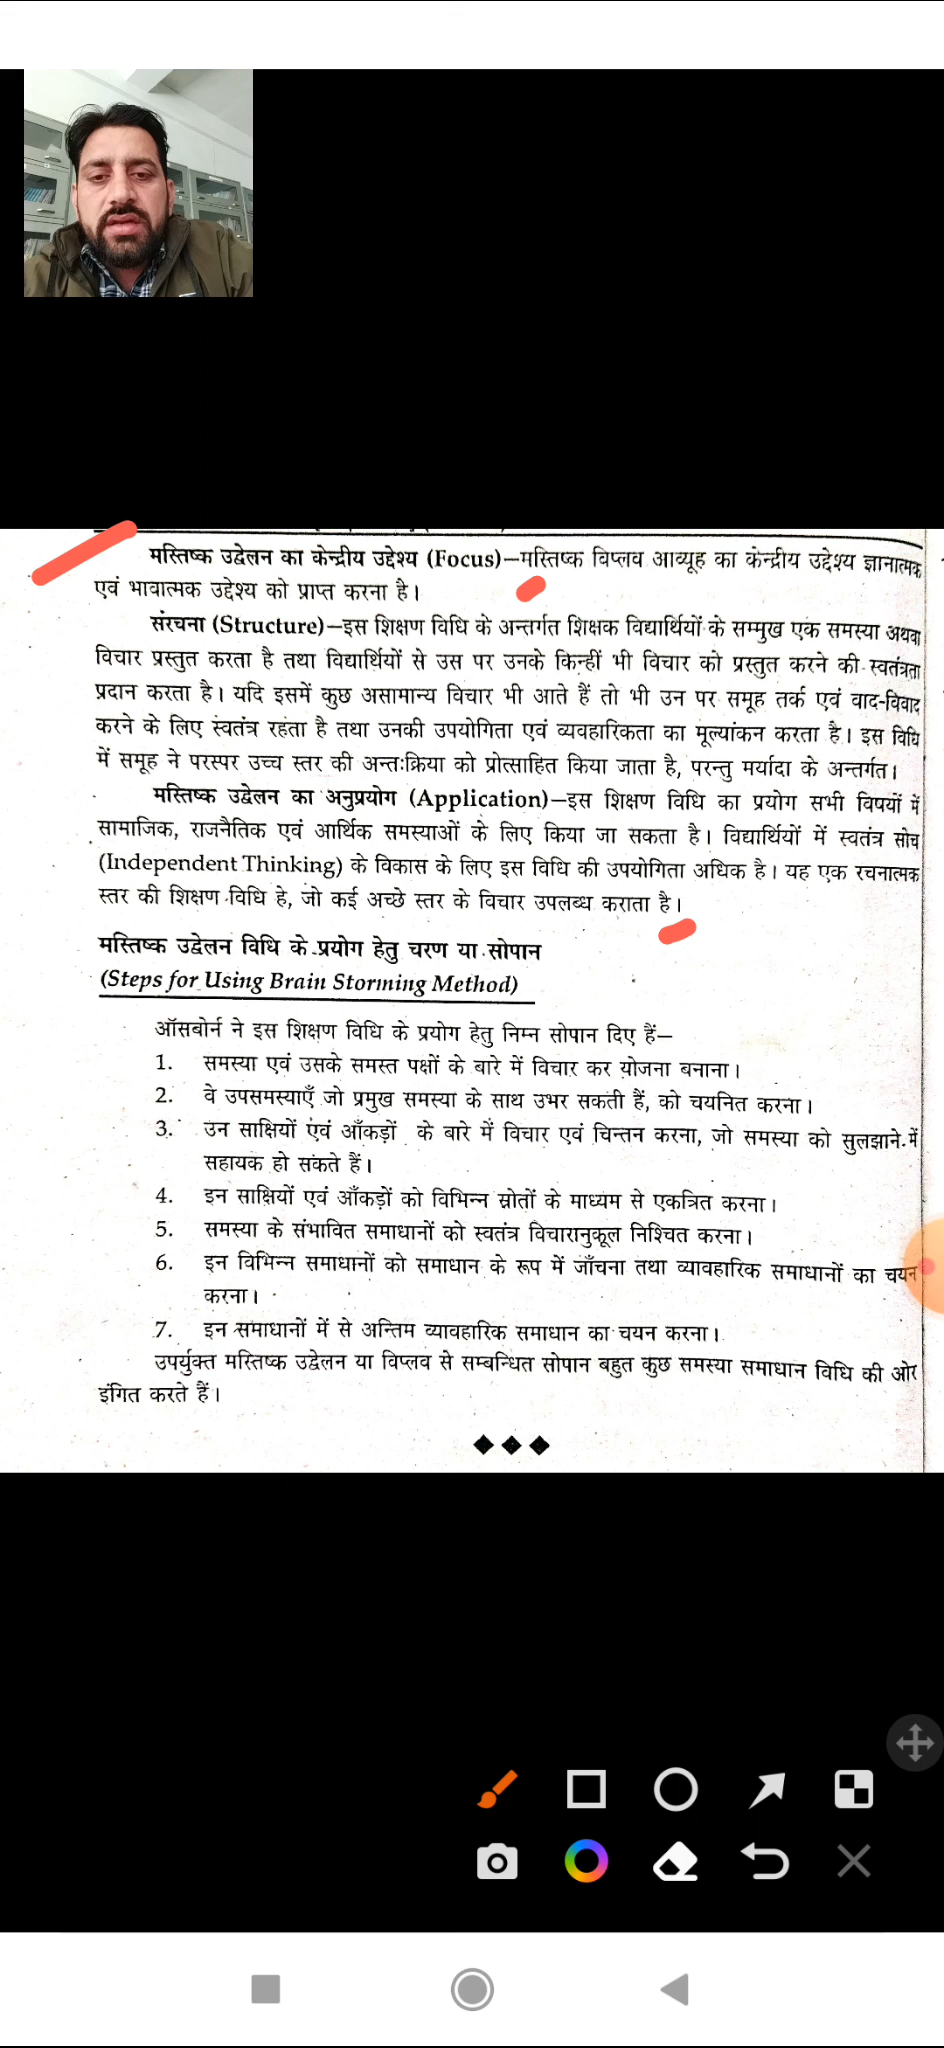 मस्तिष्क उद्वेलन का केन्द्रीय उद्देश्य (Focus)–मस्तिष्क विप्लव आव्यूह का केन्द्रीय उद्देश्य ज्ञानात्मक
एवं भावात्मक उद्देश्य को प्राप्त करना है।
संरचना (Structure)–इस शिक्षण विधि के अन्तर्गत शिक्षक विद्यार्थियों के सम्मुख एक समस्या अथवा
विचार प्रस्तुत करता है तथा विद्यार्थियों से उस पर उनके किन्हीं भी विचार को प्रस्तुत करने की स्वतंत्रता
प्रदान करता है। यदि इसमें कुछ असामान्य विचार भी आते हैं तो भी उन पर समूह तर्क एवं वाद-विवाद
करने के लिए स्वतंत्र रहता है तथा उनकी उपयोगिता एवं व्यवहारिकता का मूल्यांकन करता है। इस विधि
में समूह ने परस्पर उच्च स्तर की अन्तःक्रिया को प्रोत्साहित किया जाता है, परन्तु मर्यादा के अन्तर्गत।
मस्तिष्क उद्वेलन का अनुप्रयोग (Application)–इस शिक्षण विधि का प्रयोग सभी विषयों में
सामाजिक, राजनैतिक एवं आर्थिक समस्याओं के लिए किया जा सकता है। विद्यार्थियों में स्वतंत्र सोच
(Independent Thinking) के विकास के लिए इस विधि की उपयोगिता अधिक है। यह एक रचनात्मक
स्तर की शिक्षण विधि हे, जो कई अच्छे स्तर के विचार उपलब्ध कराता है।
मस्तिष्क उद्वेलन विधि के प्रयोग हेतु चरण या सोपान
(Steps for Using Brain Storming Method)
ऑसबोर्न ने इस शिक्षण विधि के प्रयोग हेतु निम्न सोपान दिए हैं–
1. समस्या एवं उसके समस्त पक्षों के बारे में विचार कर योजना बनाना।
2. वे उपसमस्याएँ जो प्रमुख समस्या के साथ उभर सकती हैं, को चयनित करना।
3. उन साक्षियों एवं आँकड़ों के बारे में विचार एवं चिन्तन करना, जो समस्या को सुलझाने में
सहायक हो सकते हैं।
4. इन साक्षियों एवं आँकड़ों को विभिन्न स्रोतों के माध्यम से एकत्रित करना।
5. समस्या के संभावित समाधानों को स्वतंत्र विचारानुकूल निश्चित करना।
6. इन विभिन्न समाधानों को समाधान के रूप में जाँचना तथा व्यावहारिक समाधानों का चयन
करना।
7. इन समाधानों में से अन्तिम व्यावहारिक समाधान का चयन करना।
उपर्युक्त मस्तिष्क उद्वेलन या विप्लव से सम्बन्धित सोपान बहुत कुछ समस्या समाधान विधि की ओर
इंगित करते हैं।